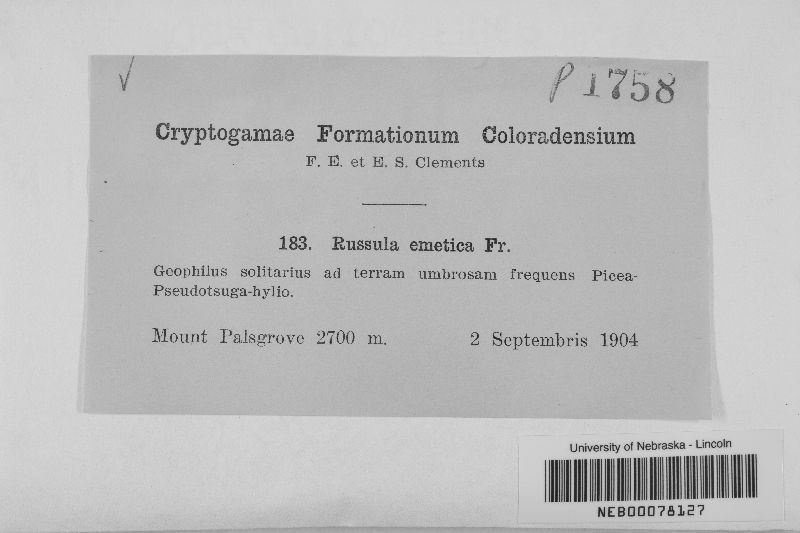 √ P 1758
Cryptogamae Formationum Coloradensium
F. E. et E. S. Clements
183. Russula emetica Fr.
Geophilus solitarius ad terram umbrosam frequens Picea-
Pseudotsuga-hylio.
Mount Palsgrove 2700 m. 2 Septembris 1904
University of Nebraska - Lincoln
NEB00078127